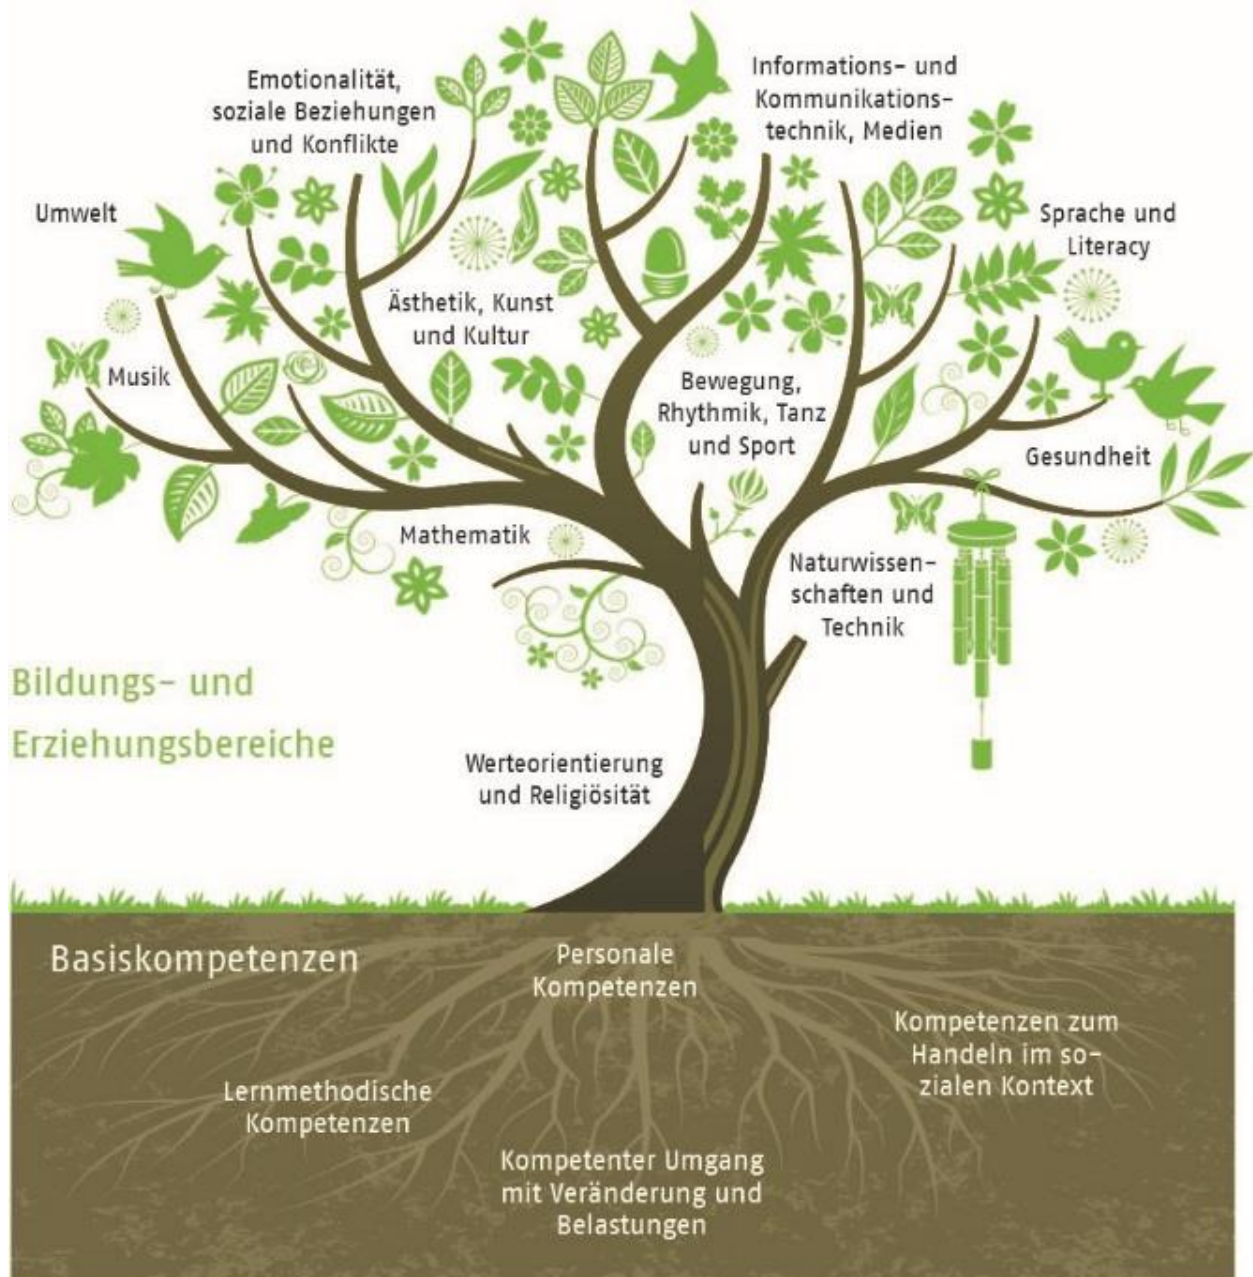 Emotionalität,
soziale Beziehungen
und Konflikte
Informations- und
Kommunikations-
technik, Medien
Umwelt
Sprache und
Literacy
Ästhetik, Kunst
und Kultur
Musik
Bewegung,
Rhythmik, Tanz
und Sport
Gesundheit
Mathematik
Naturwissen-
schaften und
Technik
Bildungs- und
Erziehungsbereiche
Werteorientierung
und Religiösität
Basiskompetenzen
Personale
Kompetenzen
Kompetenzen zum
Handeln im so-
zialen Kontext
Lernmethodische
Kompetenzen
Kompetenter Umgang
mit Veränderung und
Belastungen